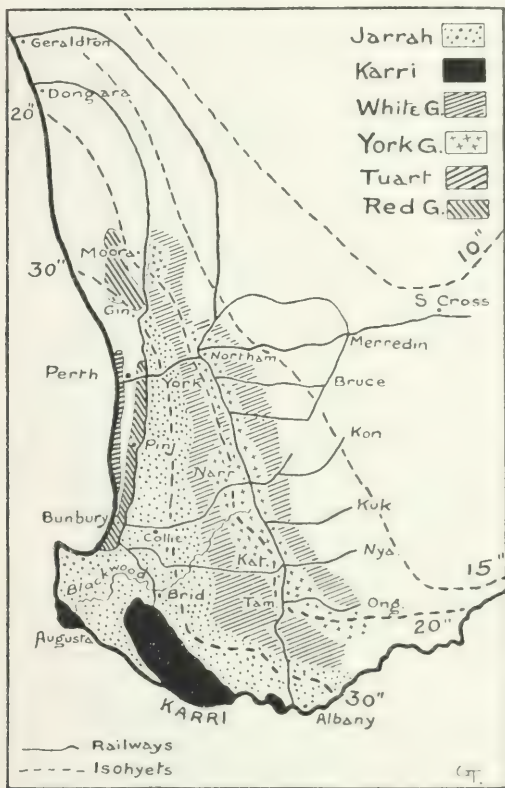 Geraldton
Dongara
20"
30"
Moora
Gin.
Perth
York
Northam
Pinj
Narr
Bunbury
Collie
Blackwood
Brid
Kat.
Tam.
Augusta
KARRI
Albany
30"
20"
15"
10"
S Cross
Merredin
Bruce
Kon
Kuk
Nya.
Ong.
Jarrah
Karri
White G.
York G.
Tuart
Red G.
Railways
Isohyets